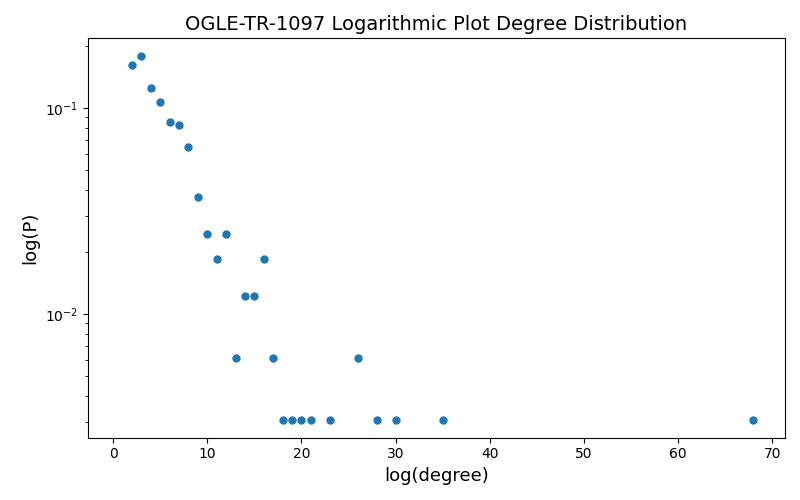 OGLE-TR-1097 Logarithmic Plot Degree Distribution
log(P)
10⁻¹
10⁻²
0 10 20 30 40 50 60 70
log(degree)